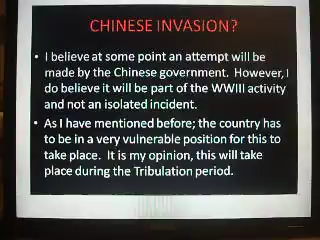 CHINESE INVASION?
• I believe at some point an attempt will be
made by the Chinese government. However, I
do believe it will be part of the WWIII activity
and not an isolated incident.
• As I have mentioned before; the country has
to be in a very vulnerable position for this to
take place. It is my opinion, this will take
place during the Tribulation period.